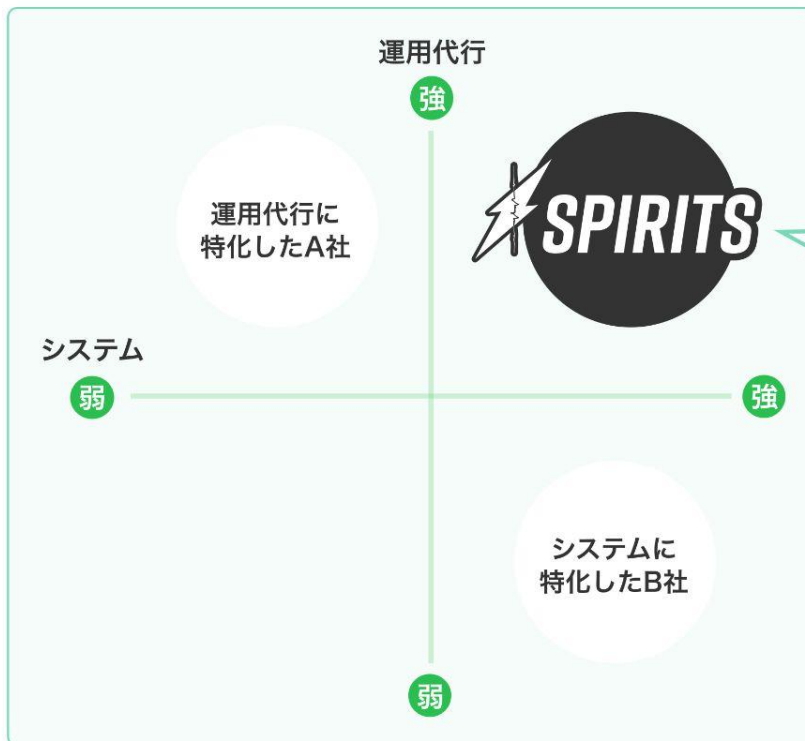 運用代行
強
運用代行に
特化したA社
SPIRITS
システム
弱
強
システムに
特化したB社
弱